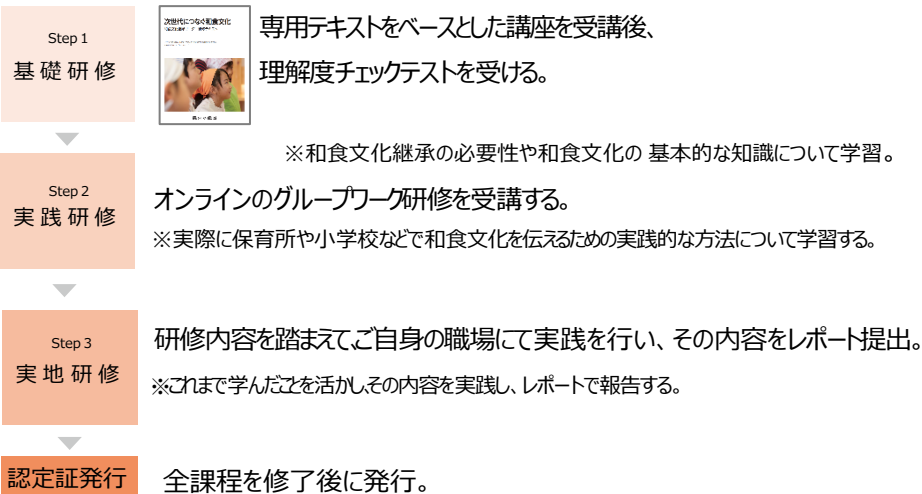 Step 1
基礎研修
次世代につなぐ和食文化
専用テキストをベースとした講座を受講後、
理解度チェックテストを受ける。
※和食文化継承の必要性や和食文化の 基本的な知識について学習。
Step 2
実践研修
オンラインのグループワーク研修を受講する。
※実際に保育所や小学校などで和食文化を伝えるための実践的な方法について学習する。
Step 3
実地研修
研修内容を踏まえて、ご自身の職場にて実践を行い、その内容をレポート提出。
※これまで学んだことを活かし、その内容を実践し、レポートで報告する。
認定証発行
全課程を修了後に発行。